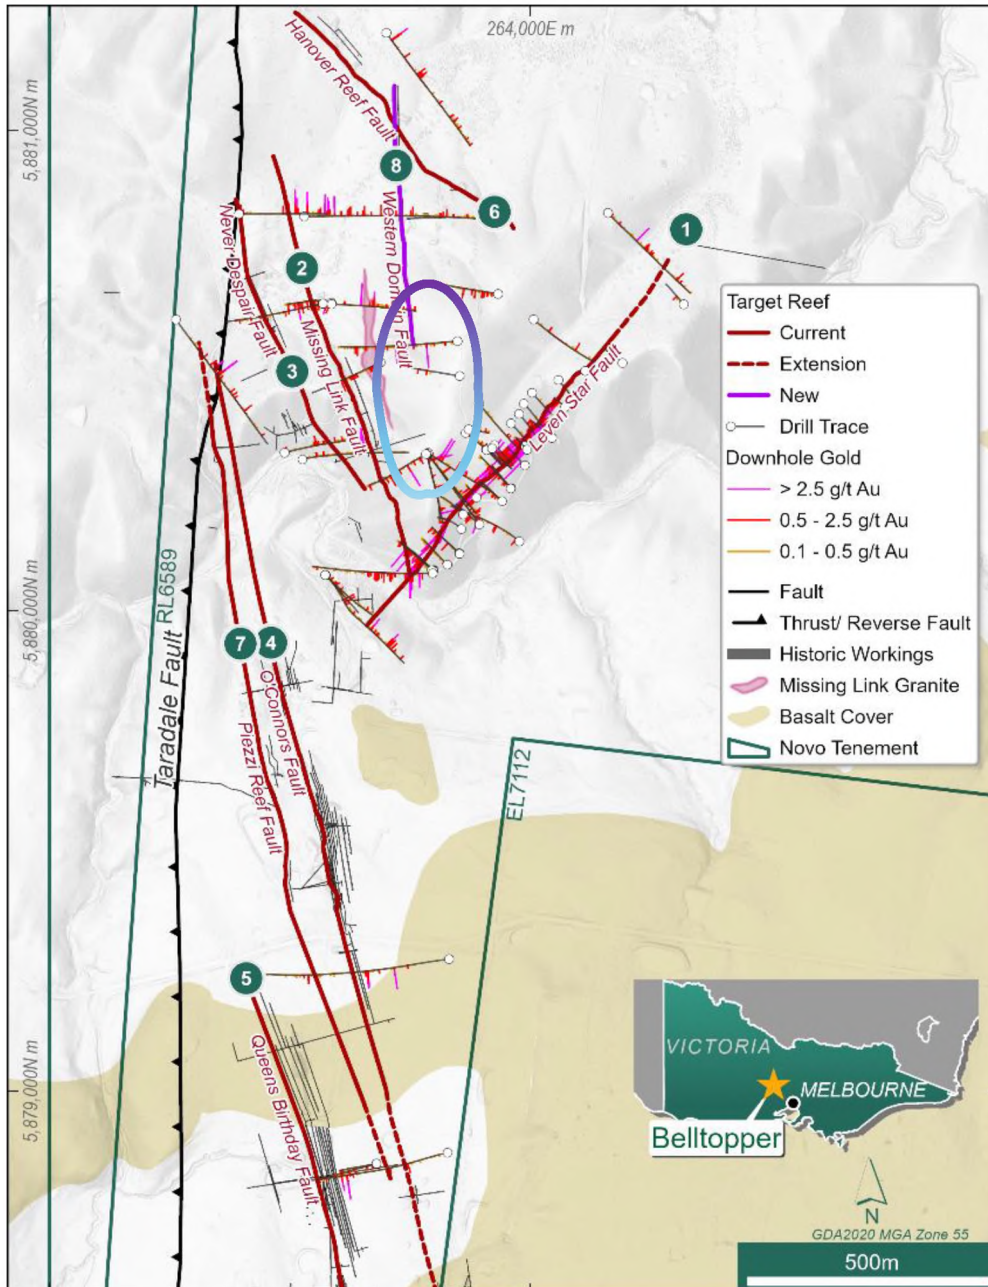 264,000E m
5,881,000N m
5,880,000N m
5,879,000N m
Hanover Reef Fault
8
6
1
Western Domain Fault
Never Despair Fault
2
Missing Link Fault
3
Leven Star Fault
RL6589
Taradale Fault
7
4
O'Connors Fault
Piezzi Reef Fault
EL7112
5
Queens Birthday Fault...
Target Reef
Current
Extension
New
Drill Trace
Downhole Gold
> 2.5 g/t Au
0.5 - 2.5 g/t Au
0.1 - 0.5 g/t Au
Fault
Thrust/ Reverse Fault
Historic Workings
Missing Link Granite
Basalt Cover
Novo Tenement
VICTORIA
MELBOURNE
Belltopper
N
GDA2020 MGA Zone 55
500m